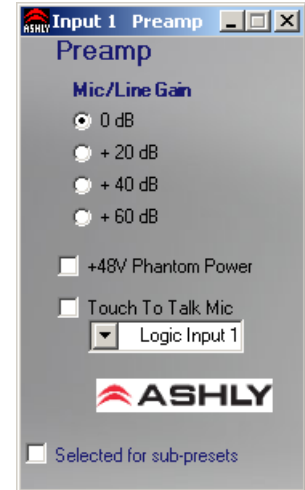 ASHLY Input 1 Preamp
Preamp
Mic/Line Gain
0 dB
+ 20 dB
+ 40 dB
+ 60 dB
+48V Phantom Power
Touch To Talk Mic
Logic Input 1
ASHLY
Selected for sub-presets